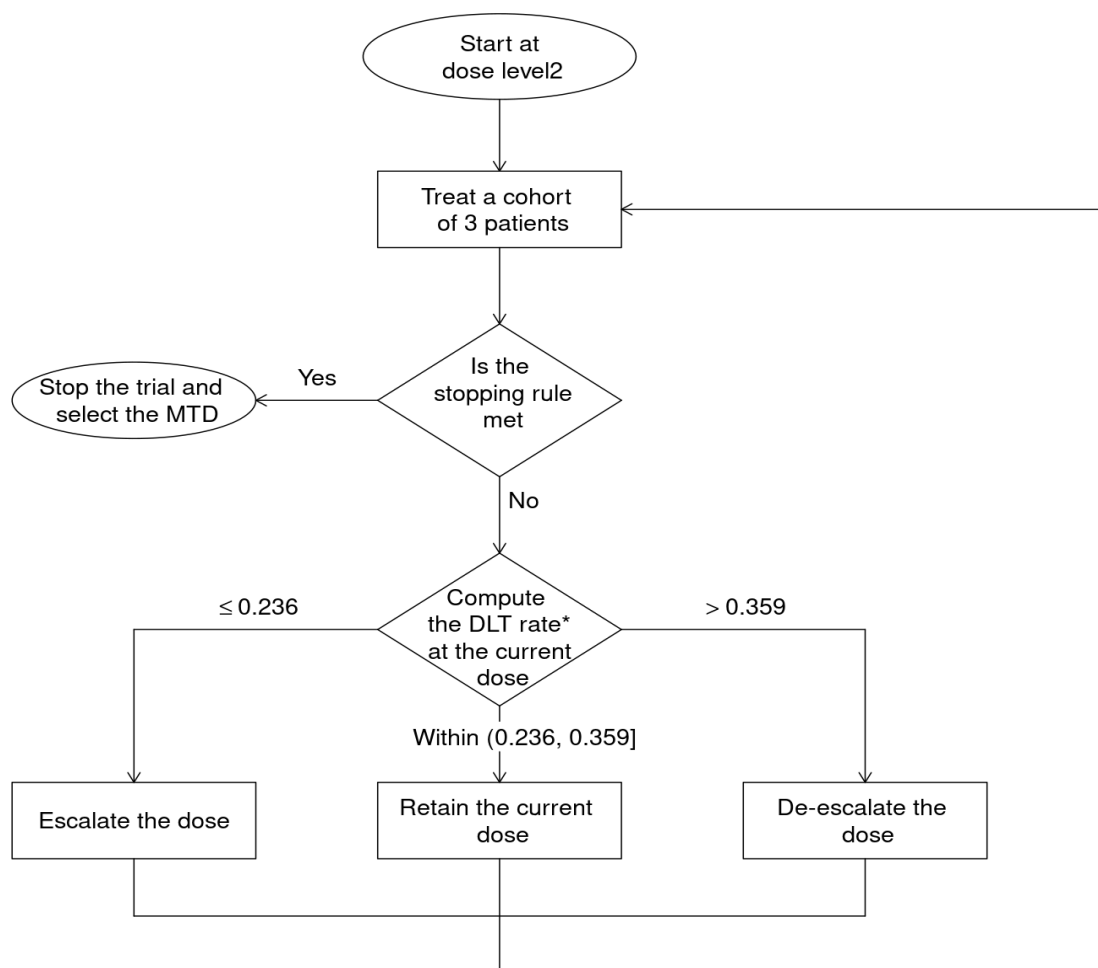 Start at
dose level2
Treat a cohort
of 3 patients
Is the
stopping rule
met
Yes
Stop the trial and
select the MTD
No
Compute
the DLT rate*
at the current
dose
≤ 0.236
> 0.359
Within (0.236, 0.359]
Escalate the dose
Retain the current
dose
De-escalate the
dose